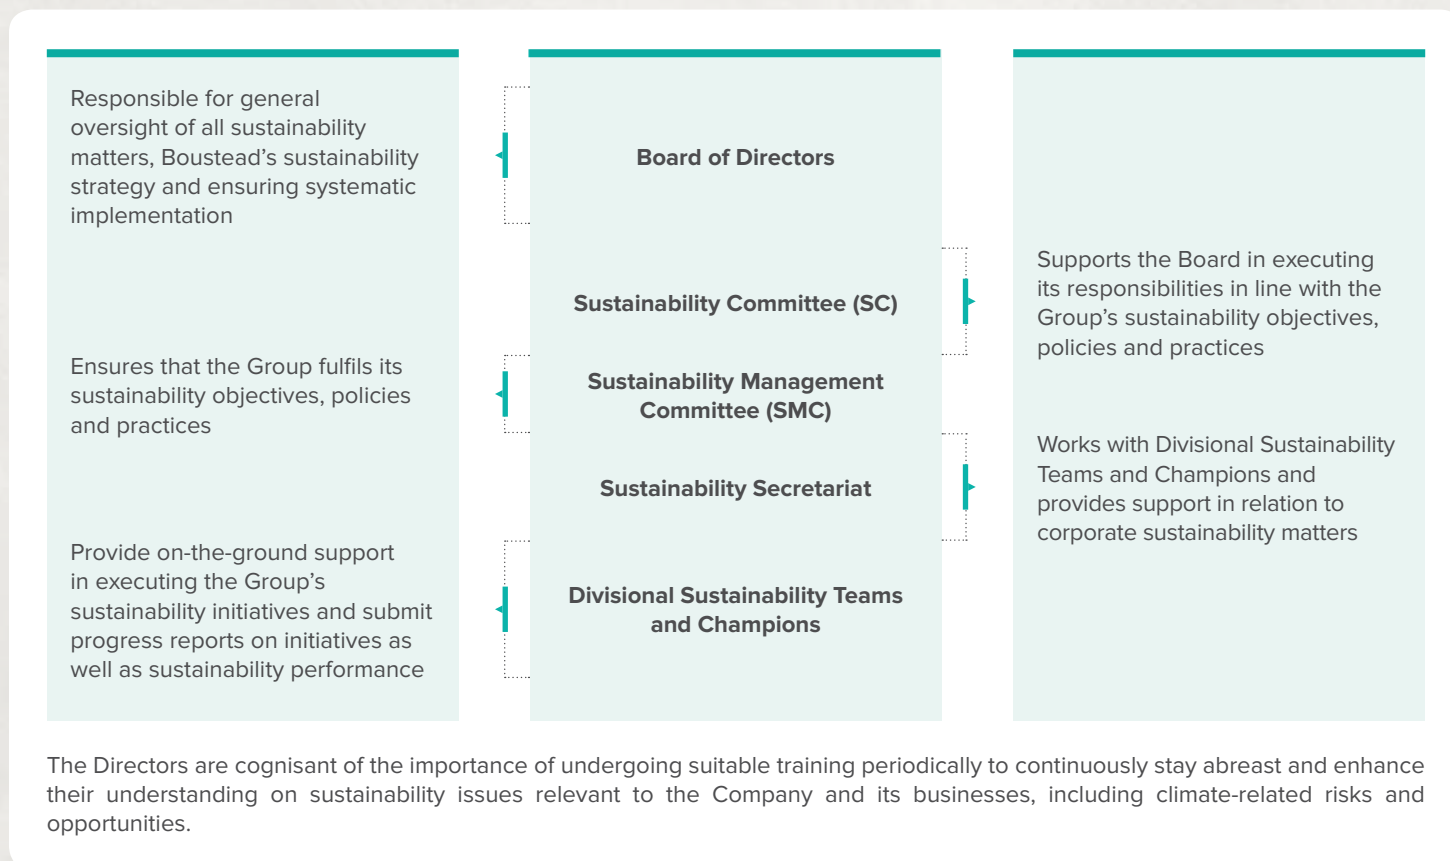 Responsible for general
oversight of all sustainability
matters, Boustead’s sustainability
strategy and ensuring systematic
implementation
Board of Directors
Sustainability Committee (SC)
Supports the Board in executing
its responsibilities in line with the
Group’s sustainability objectives,
policies and practices
Ensures that the Group fulfils its
sustainability objectives, policies
and practices
Sustainability Management
Committee (SMC)
Sustainability Secretariat
Works with Divisional Sustainability
Teams and Champions and
provides support in relation to
corporate sustainability matters
Provide on-the-ground support
in executing the Group’s
sustainability initiatives and submit
progress reports on initiatives as
well as sustainability performance
Divisional Sustainability Teams
and Champions
The Directors are cognisant of the importance of undergoing suitable training periodically to continuously stay abreast and enhance
their understanding on sustainability issues relevant to the Company and its businesses, including climate-related risks and
opportunities.